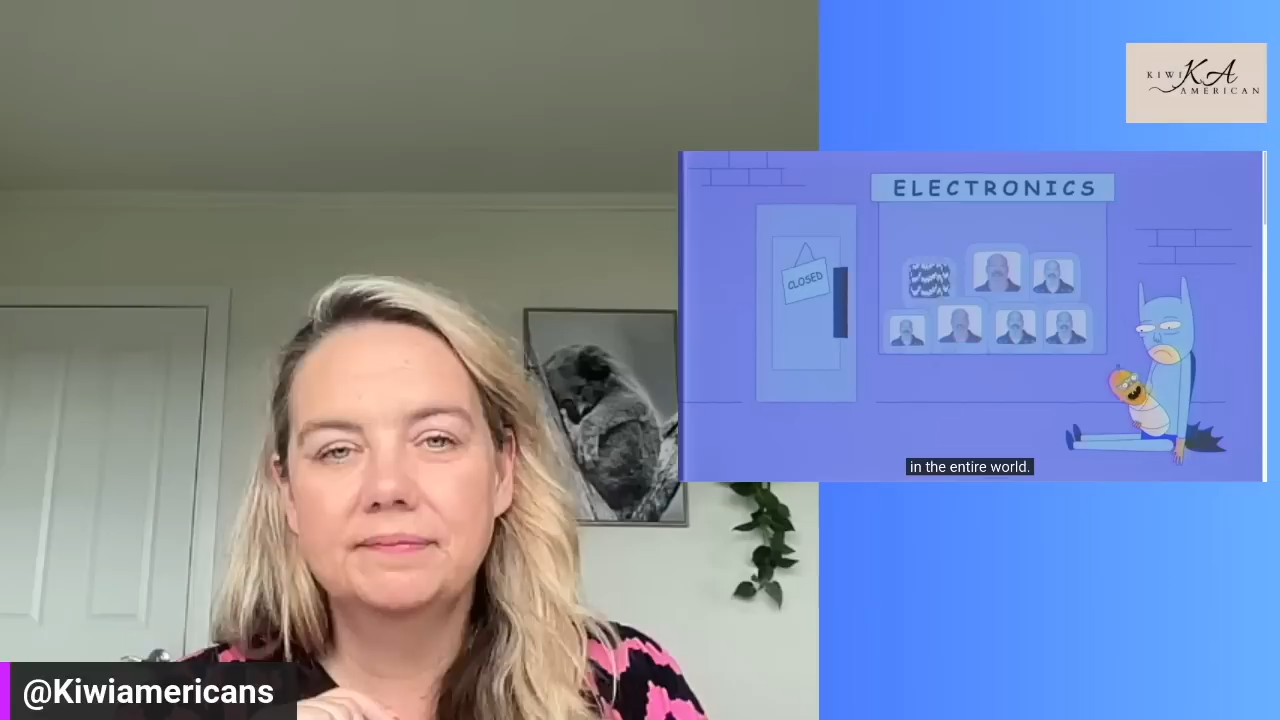 KIWI KA
AMERICAN
ELECTRONICS
CLOSED
in the entire world.
@Kiwiamericans